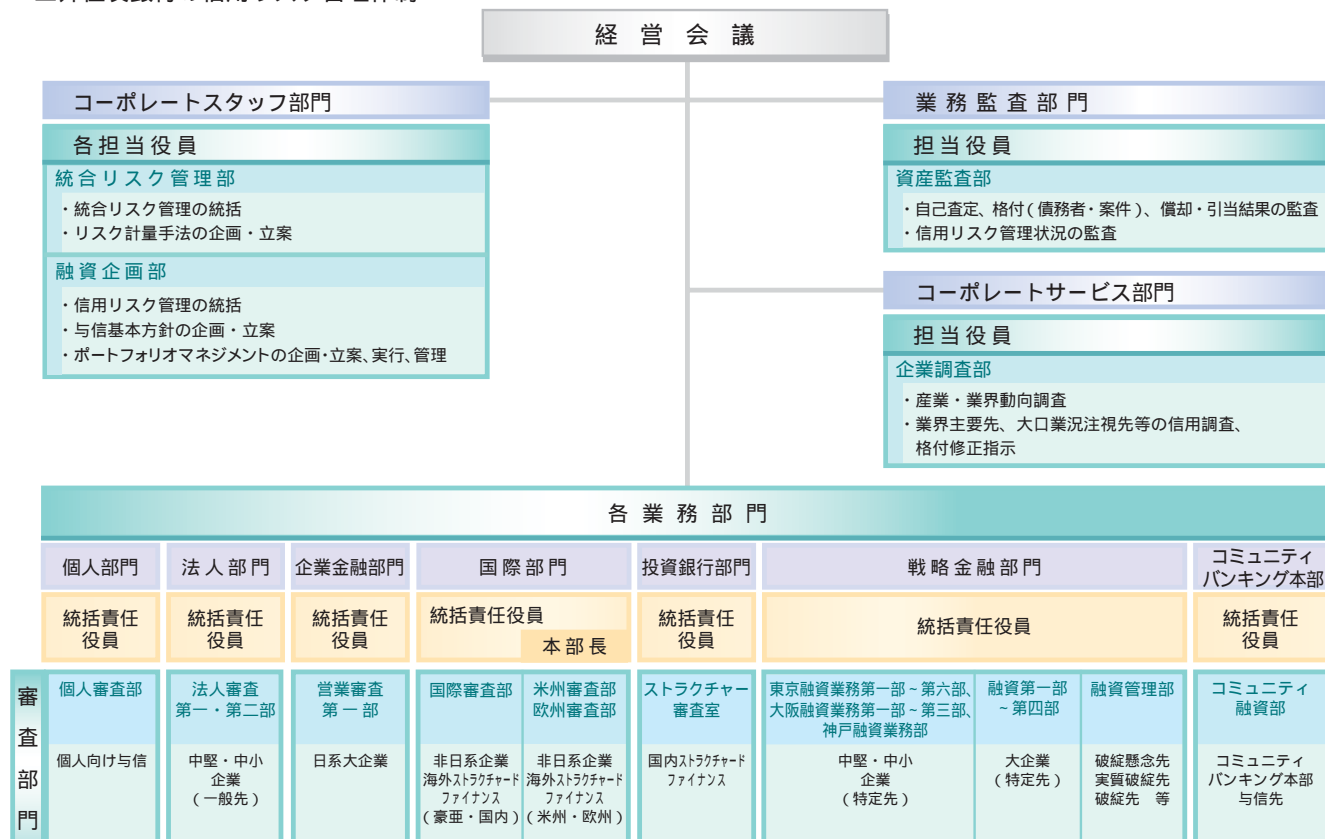 経営会議
コーポレートスタッフ部門
各担当役員
統合リスク管理部
・統合リスク管理の統括
・リスク計量手法の企画・立案
融資企画部
・信用リスク管理の統括
・与信基本方針の企画・立案
・ポートフォリオマネジメントの企画・立案、実行、管理
業務監査部門
担当役員
資産監査部
・自己査定、格付(債務者・案件)、償却・引当結果の監査
・信用リスク管理状況の監査
コーポレートサービス部門
担当役員
企業調査部
・産業・業界動向調査
・業界主要先、大口業況注視先等の信用調査、
格付修正指示
各業務部門
個人部門
統括責任
役員
個人審査部
個人向け与信
法人部門
統括責任
役員
法人審査
第一・第二部
中堅・中小
企業
(一般先)
企業金融部門
統括責任
役員
営業審査
第一部
日系大企業
国際部門
統括責任役員
本部長
国際審査部
非日系企業
海外ストラクチャード
ファイナンス
(豪亜・国内)
米州審査部
欧州審査部
非日系企業
海外ストラクチャード
ファイナンス
(米州・欧州)
投資銀行部門
統括責任
役員
ストラクチャー
審査室
国内ストラクチャード
ファイナンス
戦略金融部門
統括責任役員
東京融資業務第一部~第六部、
大阪融資業務第一部~第三部、
神戸融資業務部
中堅・中小
企業
(特定先)
融資第一部
~第四部
大企業
(特定先)
融資管理部
破綻懸念先
実質破綻先
破綻先 等
コミュニティ
バンキング本部
統括責任
役員
コミュニティ
融資部
コミュニティ
バンキング本部
与信先
審査部門